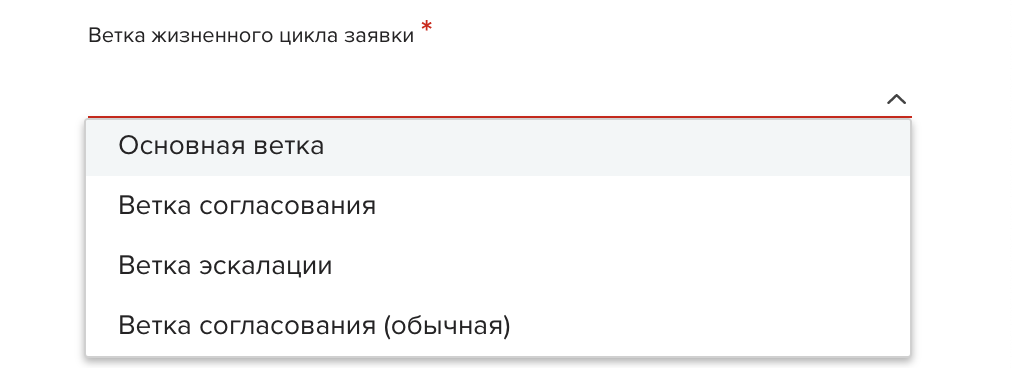 Ветка жизненного цикла заявки *
Основная ветка
Ветка согласования
Ветка эскалации
Ветка согласования (обычная)